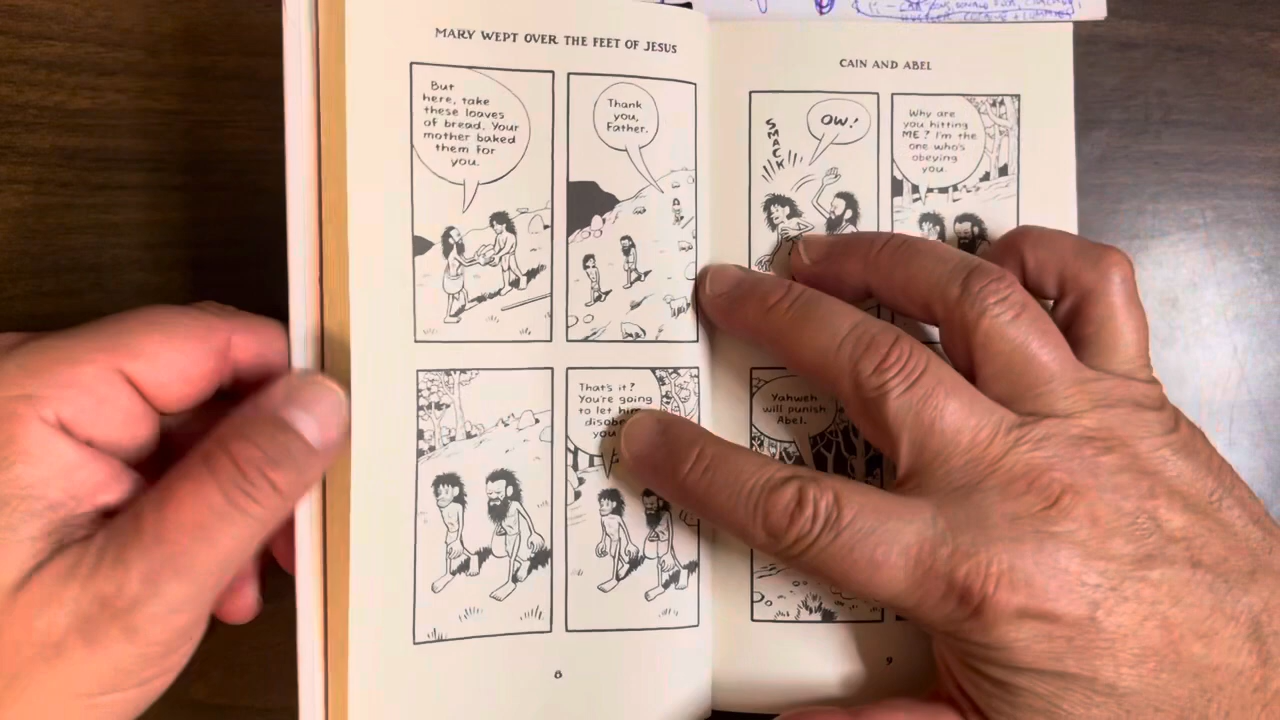 MARY WEPT OVER THE FEET OF JESUS
But
here, take
these loaves
of bread. Your
mother baked
them for
you.
Thank
you,
Father.
That's it?
You're going
to let him
disobe
you
8
CAIN AND ABEL
SMACK
OW!
Why are
you hitting
ME? I'm the
one who's
obeying
you.
Yahweh
will punish
Abel.
9